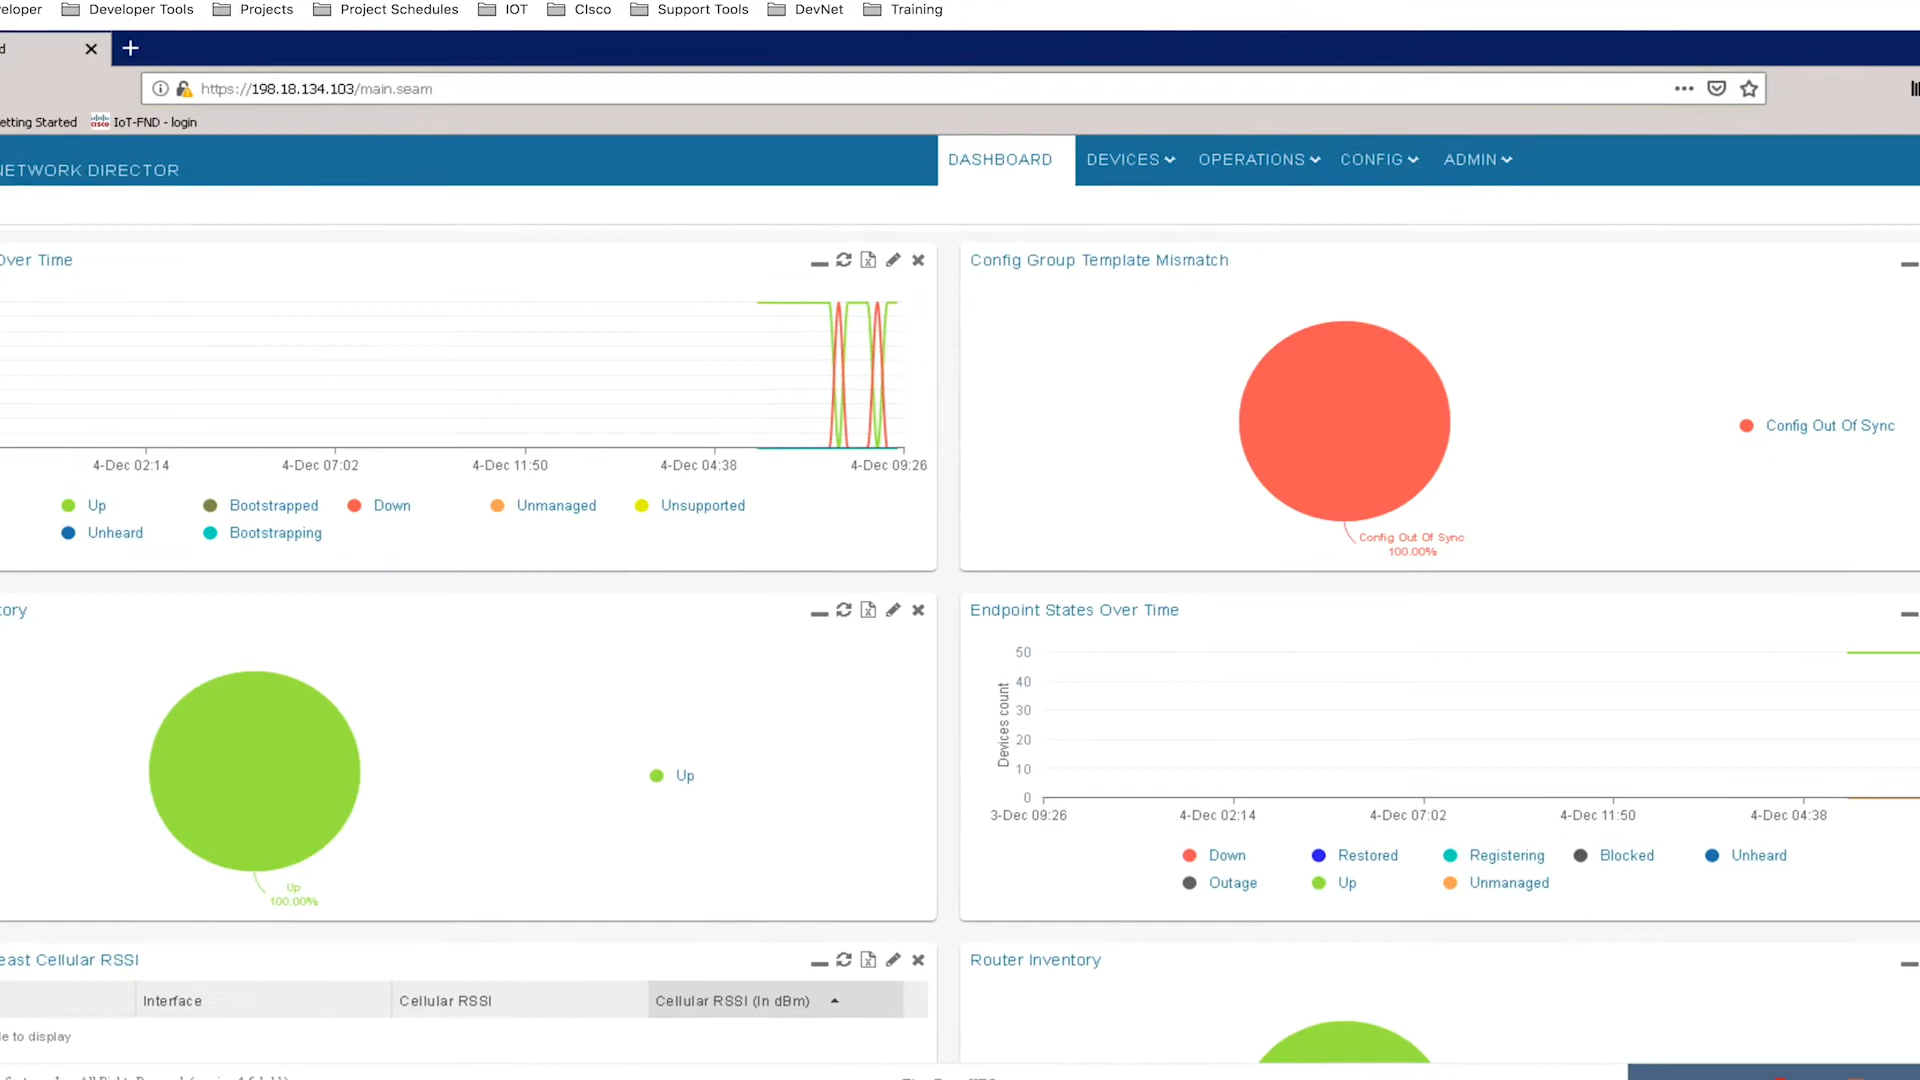 Developer Tools Projects Project Schedules IOT CIsco Support Tools DevNet Training
https://198.18.134.103/main.seam
etting Started IoT-FND - login
NETWORK DIRECTOR DASHBOARD DEVICES OPERATIONS CONFIG ADMIN
Over Time
4-Dec 02:14 4-Dec 07:02 4-Dec 11:50 4-Dec 04:38 4-Dec 09:26
Up Bootstrapped Down Unmanaged Unsupported
Unheard Bootstrapping
Config Group Template Mismatch
Config Out Of Sync
Config Out Of Sync
100.00%
tory
Up
Up
100.00%
Endpoint States Over Time
Devices count
50
40
30
20
10
0
3-Dec 09:26 4-Dec 02:14 4-Dec 07:02 4-Dec 11:50 4-Dec 04:38
Down Restored Registering Blocked Unheard
Outage Up Unmanaged
east Cellular RSSI
Interface Cellular RSSI Cellular RSSI (In dBm)
le to display
Router Inventory